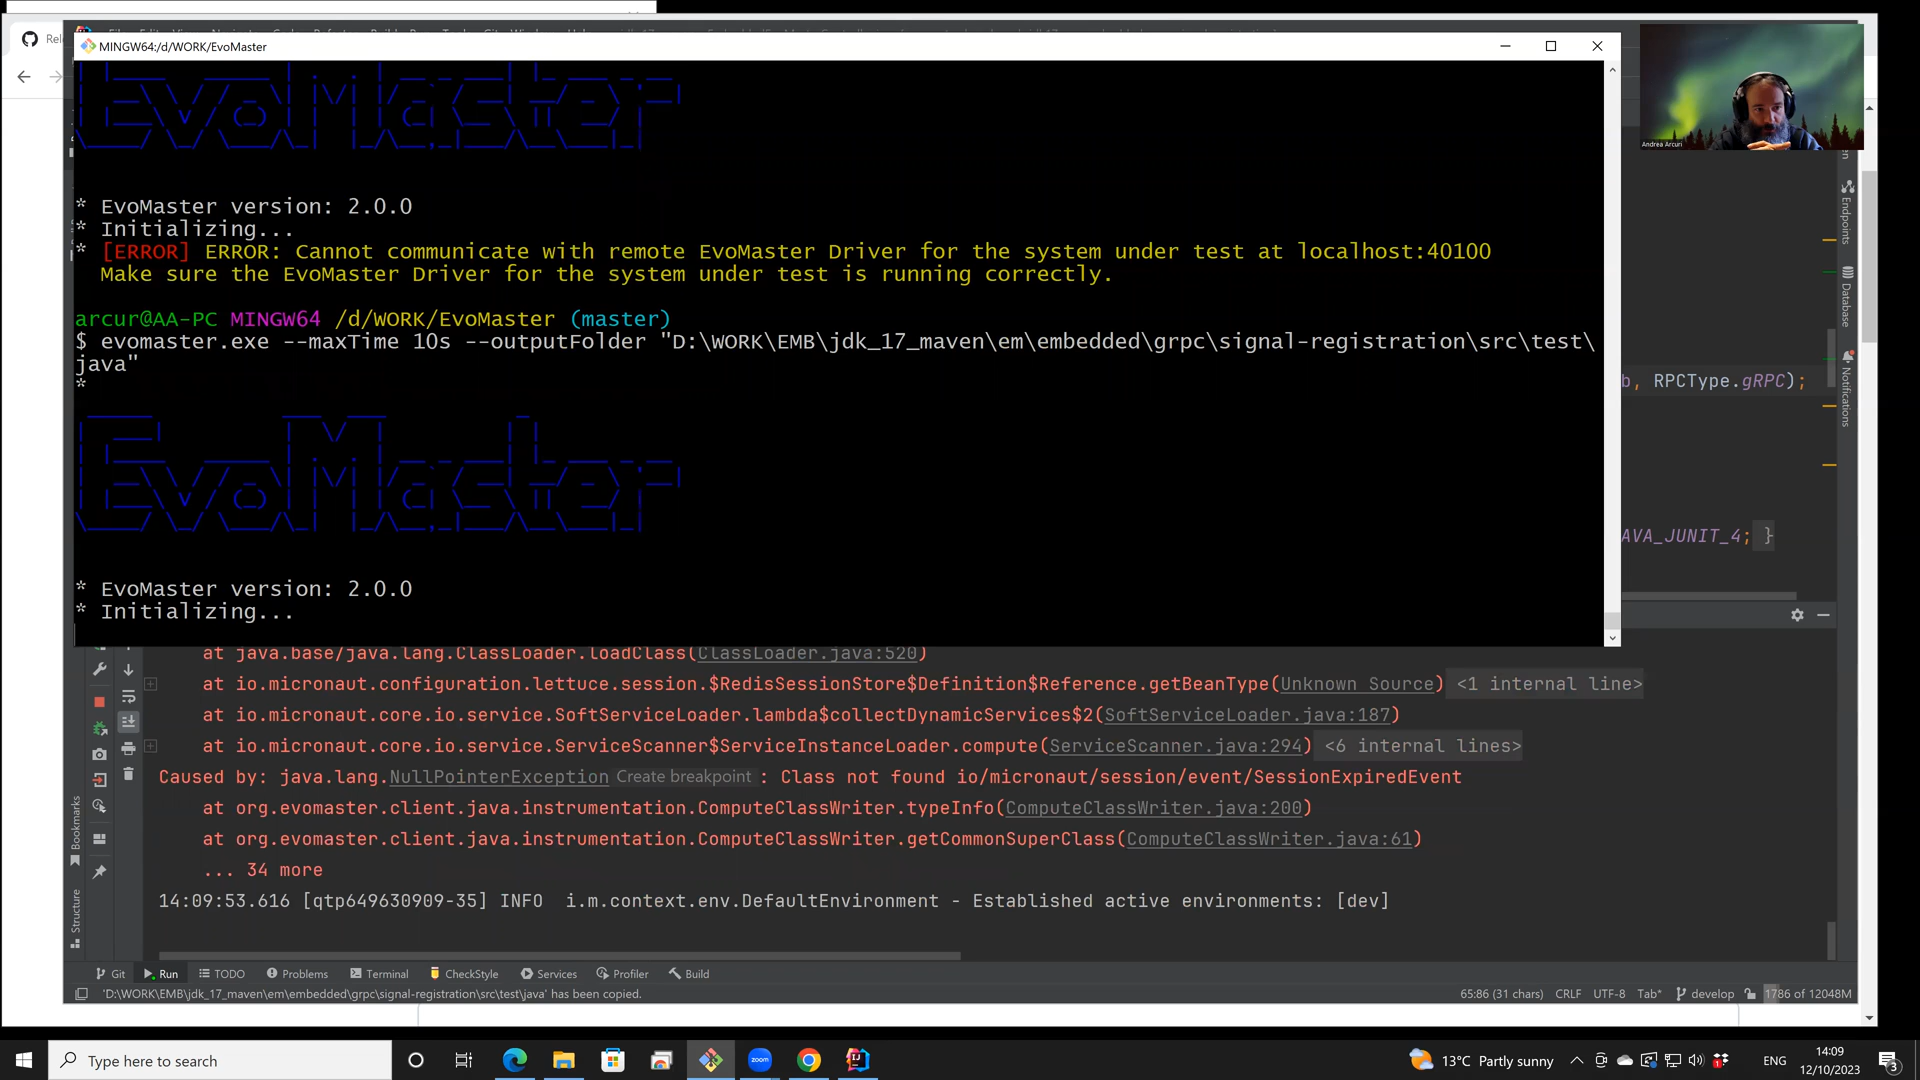 Rel
MINGW64:/d/WORK/EvoMaster
EvoMaster
* EvoMaster version: 2.0.0
* Initializing...
* [ERROR] ERROR: Cannot communicate with remote EvoMaster Driver for the system under test at localhost:40100
Make sure the EvoMaster Driver for the system under test is running correctly.
arcur@AA-PC MINGW64 /d/WORK/EvoMaster (master)
$ evomaster.exe --maxTime 10s --outputFolder "D:\WORK\EMB\jdk_17_maven\em\embedded\grpc\signal-registration\src\test\
java"
*
EvoMaster
* EvoMaster version: 2.0.0
* Initializing...
Andrea Arcuri
Endpoints
Database
Notifications
b, RPCType.gRPC);
AVA_JUNIT_4; }
at java.base/java.lang.ClassLoader.loadClass(ClassLoader.java:520)
at io.micronaut.configuration.lettuce.session.$RedisSessionStore$Definition$Reference.getBeanType(Unknown Source) <1 internal line>
at io.micronaut.core.io.service.SoftServiceLoader.lambda$collectDynamicServices$2(SoftServiceLoader.java:187)
at io.micronaut.core.io.service.ServiceScanner$ServiceInstanceLoader.compute(ServiceScanner.java:294) <6 internal lines>
Caused by: java.lang.NullPointerException Create breakpoint : Class not found io/micronaut/session/event/SessionExpiredEvent
at org.evomaster.client.java.instrumentation.ComputeClassWriter.typeInfo(ComputeClassWriter.java:200)
at org.evomaster.client.java.instrumentation.ComputeClassWriter.getCommonSuperClass(ComputeClassWriter.java:61)
... 34 more
14:09:53.616 [qtp649630909-35] INFO i.m.context.env.DefaultEnvironment - Established active environments: [dev]
Bookmarks
Structure
Git Run TODO Problems Terminal CheckStyle Services Profiler Build
'D:\WORK\EMB\jdk_17_maven\em\embedded\grpc\signal-registration\src\test\java' has been copied. 65:86 (31 chars) CRLF UTF-8 Tab* develop 1786 of 12048M
Type here to search
zoom
13°C Partly sunny
ENG
14:09
12/10/2023
3